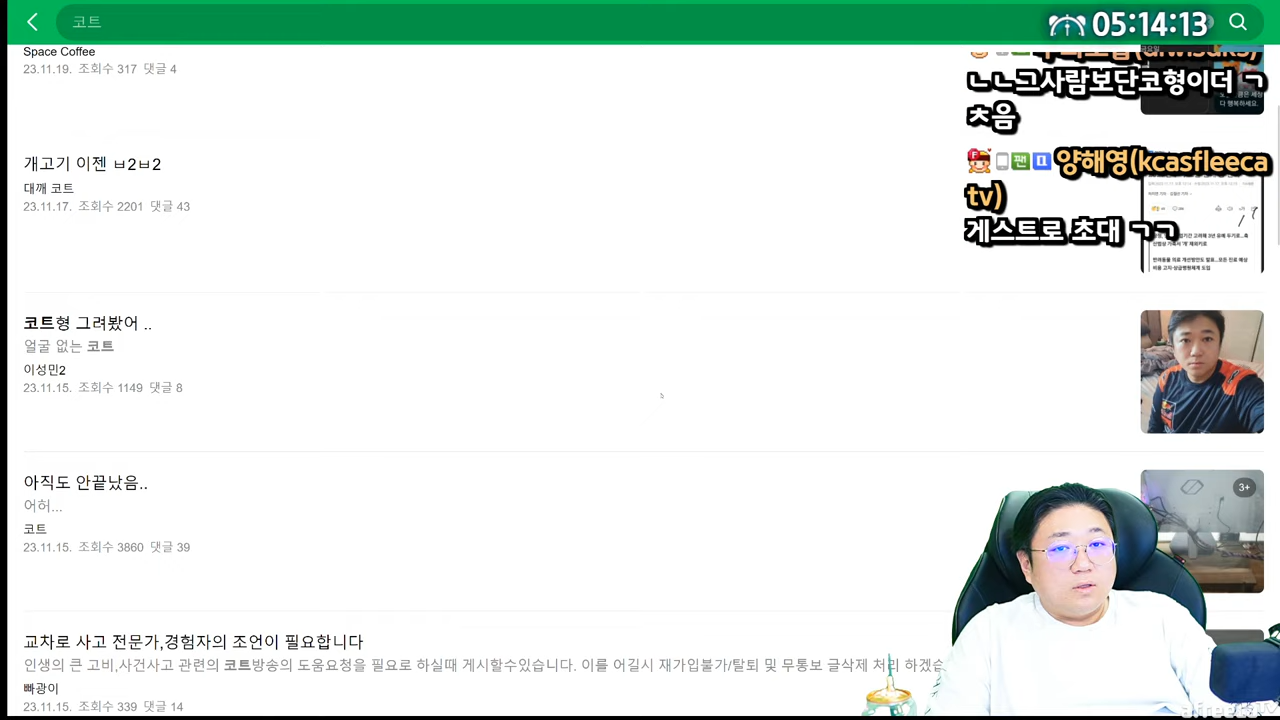 코트
05:14:13
Space Coffee
23.11.19. 조회수 317 댓글 4
ㄴㄴ그사람보단코형이더 ㄱ
ㅊ음
개고기 이젠 ㅂ2ㅂ2
대깨 코트
23.11.17. 조회수 2201 댓글 43
양해영(kcasfleeca
tv)
게스트로 초대 ㄱㄱ
코트형 그려봤어 ..
얼굴 없는 코트
이성민2
23.11.15. 조회수 1149 댓글 8
아직도 안끝났음..
어허...
코트
23.11.15. 조회수 3860 댓글 39
3+
교차로 사고 전문가,경험자의 조언이 필요합니다
인생의 큰 고비,사건사고 관련의 코트방송의 도움요청을 필요로 하실때 게시할수있습니다. 이를 어길시 재가입불가/탈퇴 및 무통보 글삭제 처리 하겠습
빠광이
23.11.15. 조회수 339 댓글 14
afreecaTV